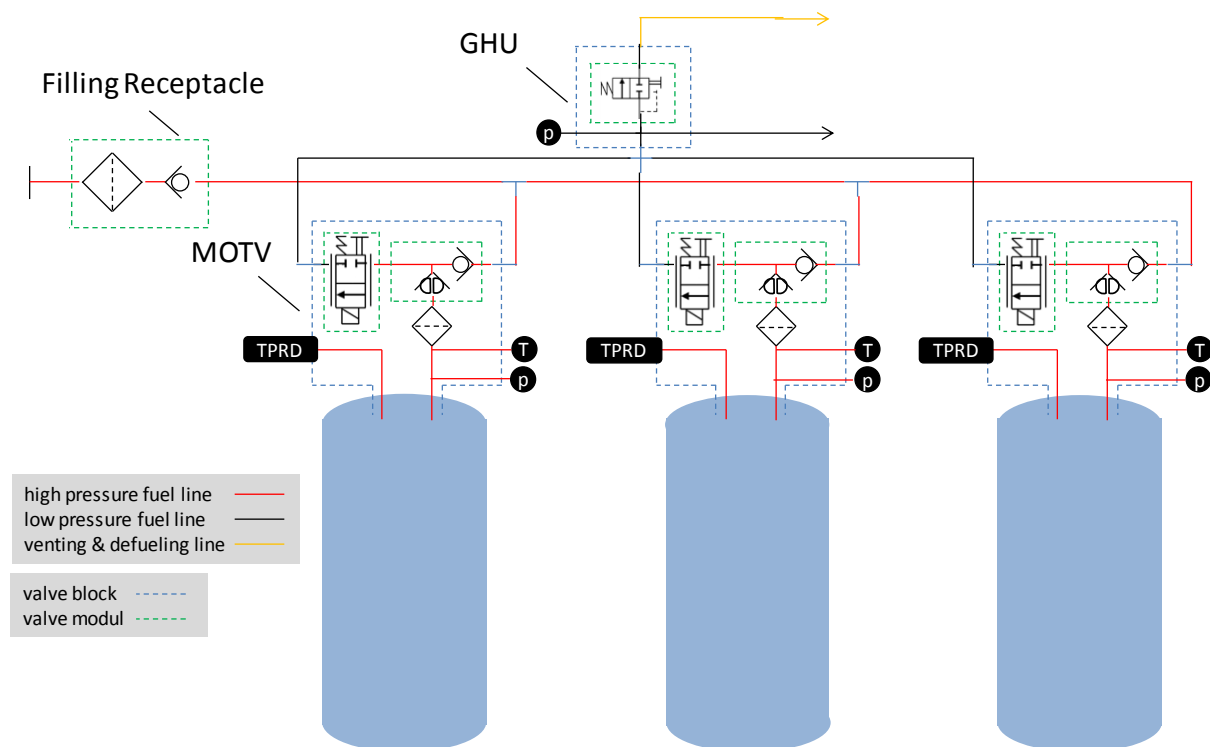 GHU
Filling Receptacle
p
MOTV
TPRD
T
p
TPRD
T
p
TPRD
T
p
high pressure fuel line
low pressure fuel line
venting & defueling line
valve block
valve modul